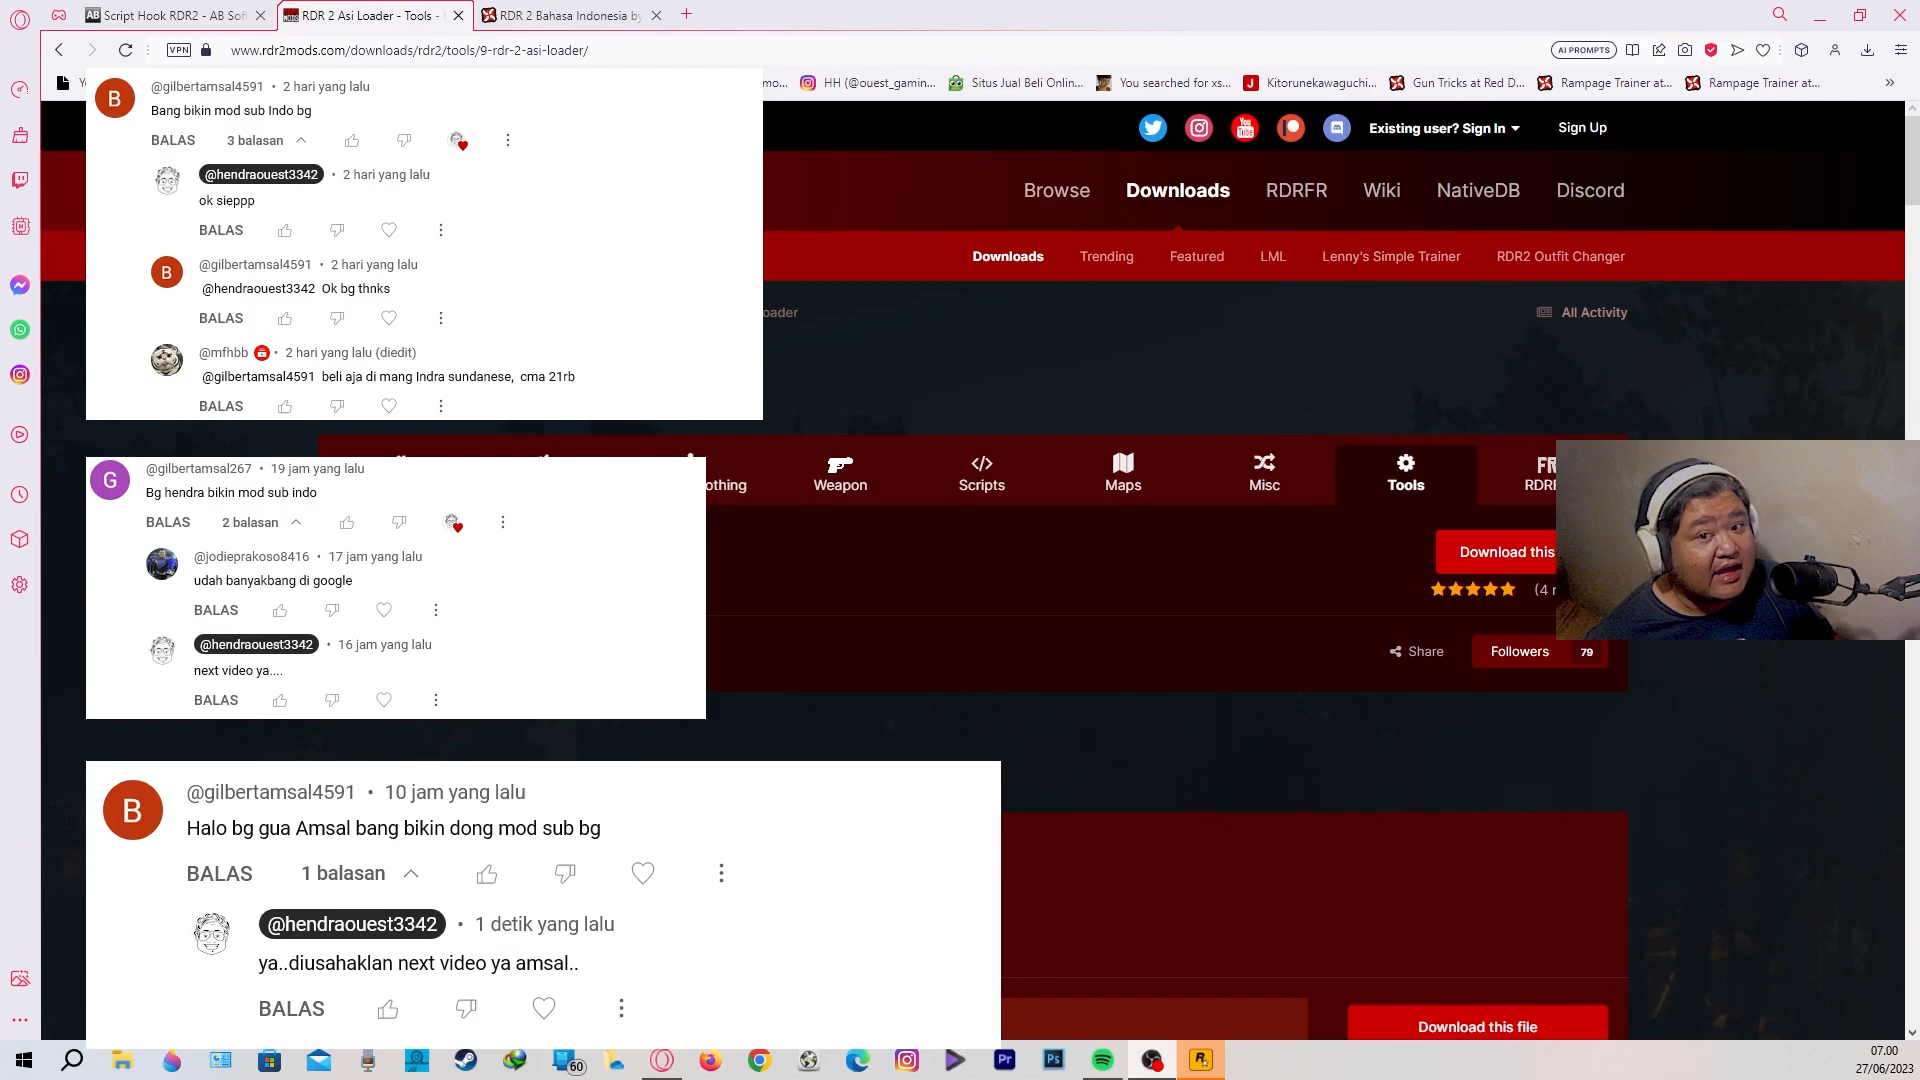 Script Hook RDR2 - AB Sof
RDR 2 Asi Loader - Tools -
RDR 2 Bahasa Indonesia by
VPN
www.rdr2mods.com/downloads/rdr2/tools/9-rdr-2-asi-loader/
AI PROMPTS
mo...
HH (@ouest_gamin...
Situs Jual Beli Onlin...
You searched for xs...
Kitorunekawaguchi...
Gun Tricks at Red D...
Rampage Trainer at...
Rampage Trainer at...
@gilbertamsal4591 • 2 hari yang lalu
Bang bikin mod sub Indo bg
BALAS 3 balasan
@hendraouest3342 • 2 hari yang lalu
ok sieppp
BALAS
@gilbertamsal4591 • 2 hari yang lalu
@hendraouest3342 Ok bg thnks
BALAS
@mfhbb • 2 hari yang lalu (diedit)
@gilbertamsal4591 beli aja di mang Indra sundanese, cma 21rb
BALAS
Existing user? Sign In
Sign Up
Browse Downloads RDRFR Wiki NativeDB Discord
Downloads Trending Featured LML Lenny's Simple Trainer RDR2 Outfit Changer
oader
All Activity
othing Weapon Scripts Maps Misc Tools
Download this
(4
Share
Followers 79
@gilbertamsal267 • 19 jam yang lalu
Bg hendra bikin mod sub indo
BALAS 2 balasan
@jodieprakoso8416 • 17 jam yang lalu
udah banyakbang di google
BALAS
@hendraouest3342 • 16 jam yang lalu
next video ya....
BALAS
@gilbertamsal4591 • 10 jam yang lalu
Halo bg gua Amsal bang bikin dong mod sub bg
BALAS 1 balasan
@hendraouest3342 • 1 detik yang lalu
ya..diusahaklan next video ya amsal..
BALAS
Download this file
60
07.00
27/06/2023